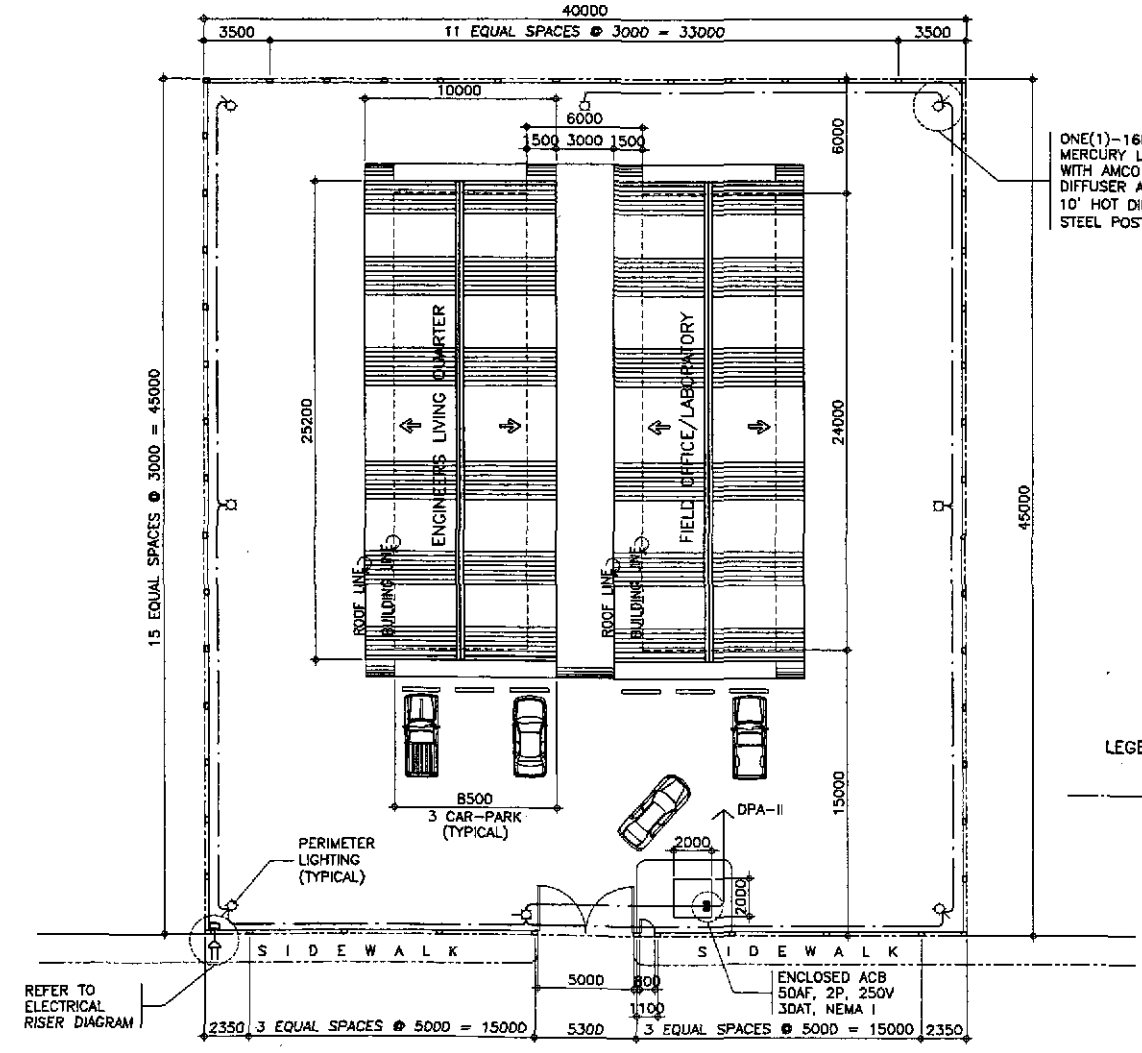 40000
3500
11 EQUAL SPACES @ 3000 = 33000
3500
10000
6000
1500 3000 1500
6000
ONE(1)-16
MERCURY L
WITH AMCO
DIFFUSER A
10' HOT DI
STEEL POS
15 EQUAL SPACES @ 3000 = 45000
25200
ENGINEERS LIVING QUARTER
FIELD OFFICE/LABORATORY
24000
45000
ROOF LINE
BUILDING LINE
ROOF LINE
BUILDING LINE
LEGE
8500
3 CAR-PARK
(TYPICAL)
15000
DPA-II
2000
2000
PERIMETER
LIGHTING
(TYPICAL)
SIDEWALK
SIDEWALK
REFER TO
ELECTRICAL
RISER DIAGRAM
5000
800
1100
ENCLOSED ACB
50AF, 2P, 250V
30AT, NEMA I
2350
3 EQUAL SPACES @ 5000 = 15000
5300
3 EQUAL SPACES @ 5000 = 15000
2350